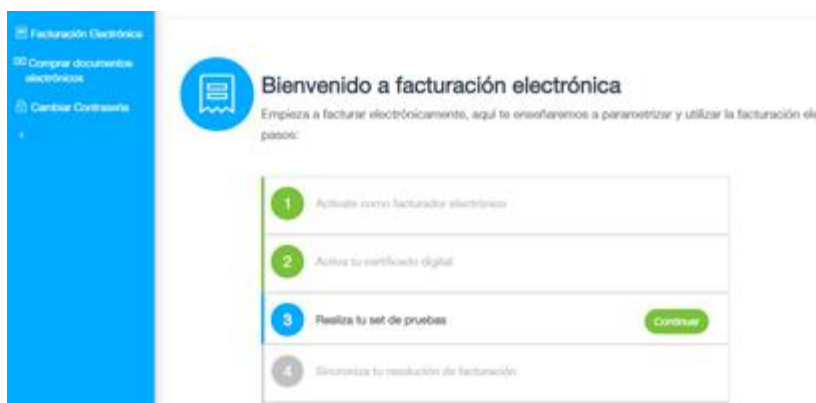 Facturación Electrónica
Comprar documentos
electrónicos
Cambiar Contraseña
Bienvenido a facturación electrónica
Empieza a facturar electrónicamente, aquí te enseñaremos a parametrizar y utilizar la facturación ele
pasos:
1 Actívate como facturador electrónico
2 Activa tu certificado digital
3 Realiza tu set de pruebas Continuar
4 Sincroniza tu resolución de facturación